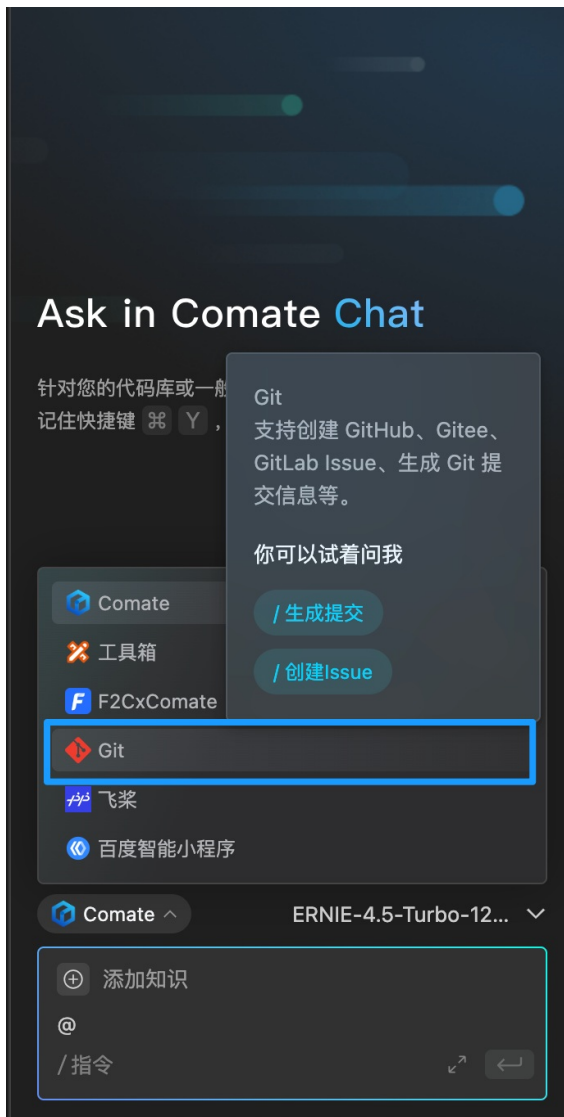 Ask in Comate Chat
针对您的代码库或一般
记住快捷键 ⌘ Y ,
Git
支持创建 GitHub、Gitee、
GitLab Issue、生成 Git 提
交信息等。
你可以试着问我
/ 生成提交
/ 创建Issue
Comate
工具箱
F2CxComate
Git
飞桨
百度智能小程序
Comate
ERNIE-4.5-Turbo-12...
添加知识
@
/ 指令